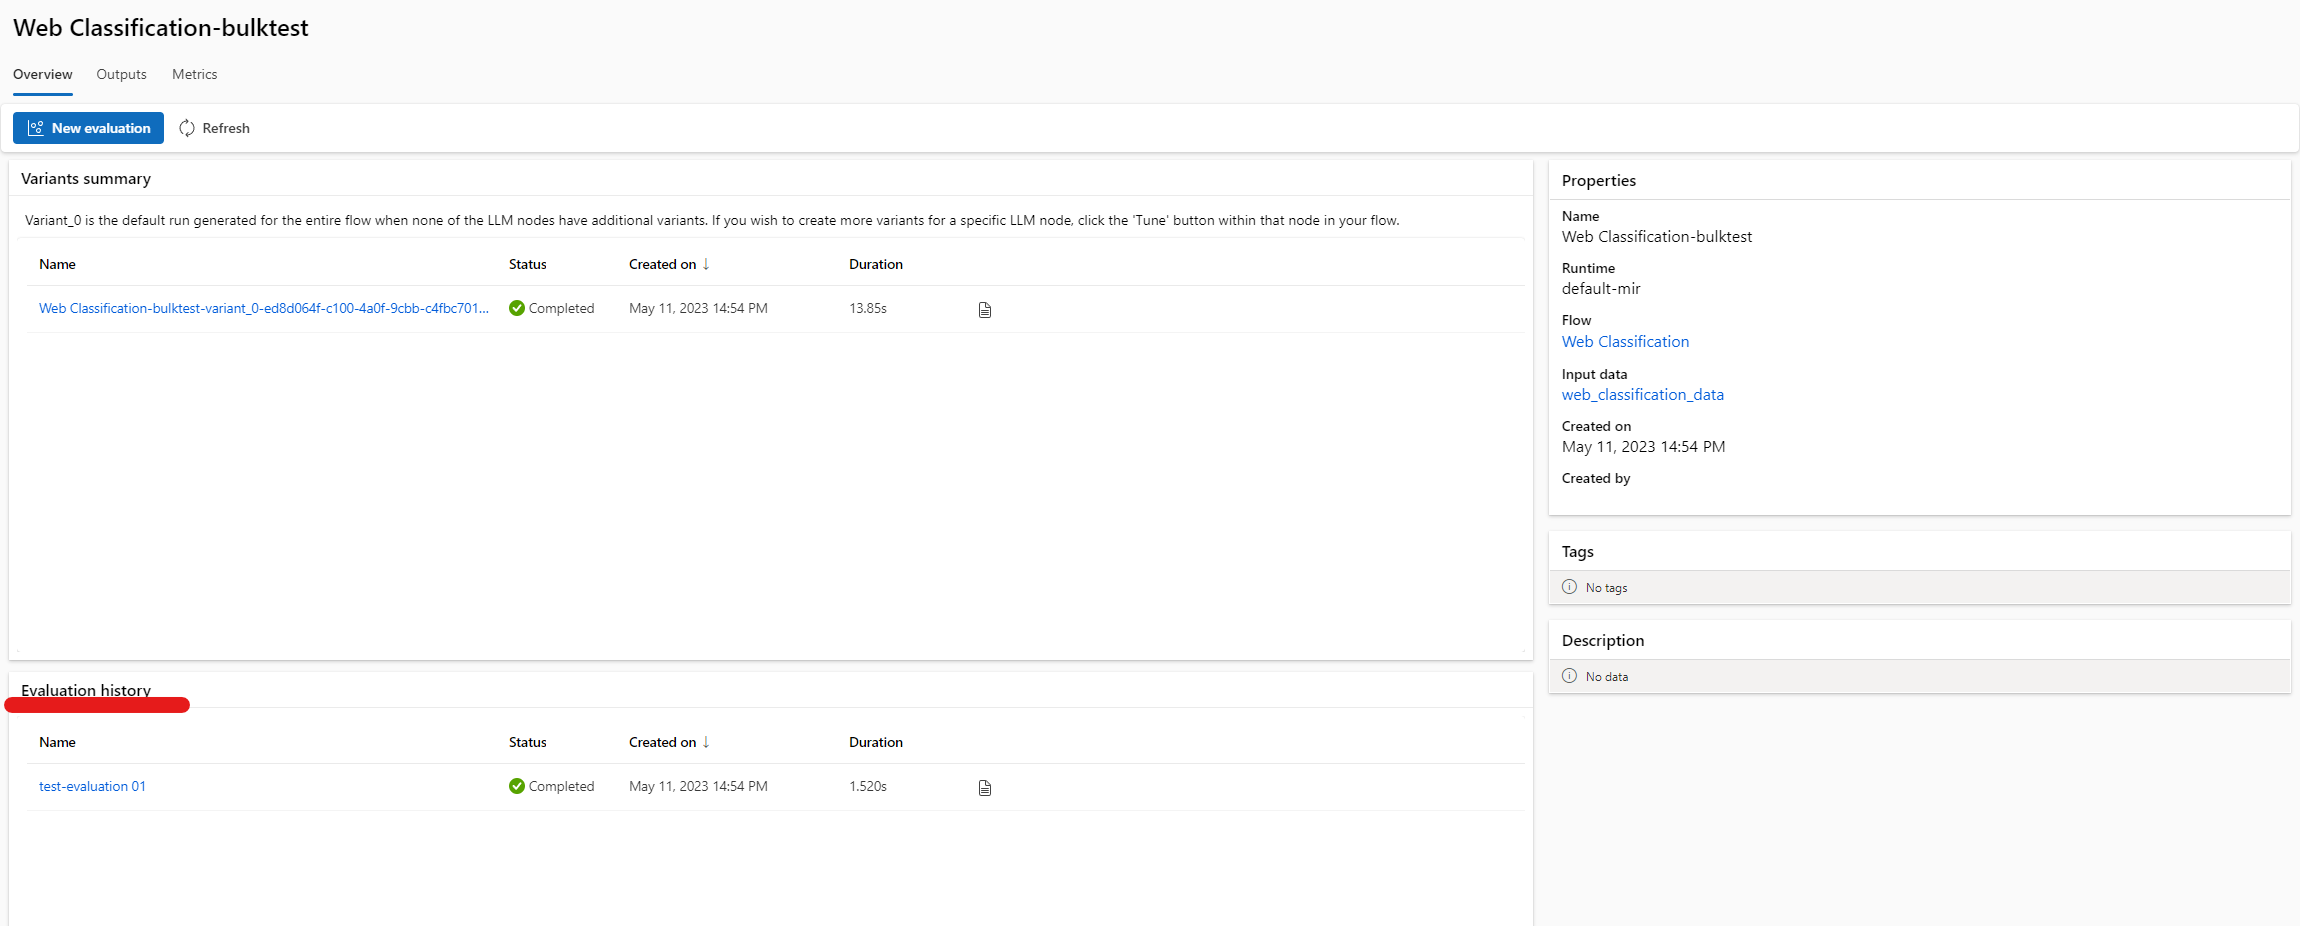 Web Classification-bulktest
Overview Outputs Metrics
New evaluation Refresh
Variants summary
Variant_0 is the default run generated for the entire flow when none of the LLM nodes have additional variants. If you wish to create more variants for a specific LLM node, click the 'Tune' button within that node in your flow.
Name Status Created on ↓ Duration
Web Classification-bulktest-variant_0-ed8d064f-c100-4a0f-9cbb-c4fbc701... Completed May 11, 2023 14:54 PM 13.85s
Evaluation history
Name Status Created on ↓ Duration
test-evaluation 01 Completed May 11, 2023 14:54 PM 1.520s
Properties
Name
Web Classification-bulktest
Runtime
default-mir
Flow
Web Classification
Input data
web_classification_data
Created on
May 11, 2023 14:54 PM
Created by
Tags
No tags
Description
No data